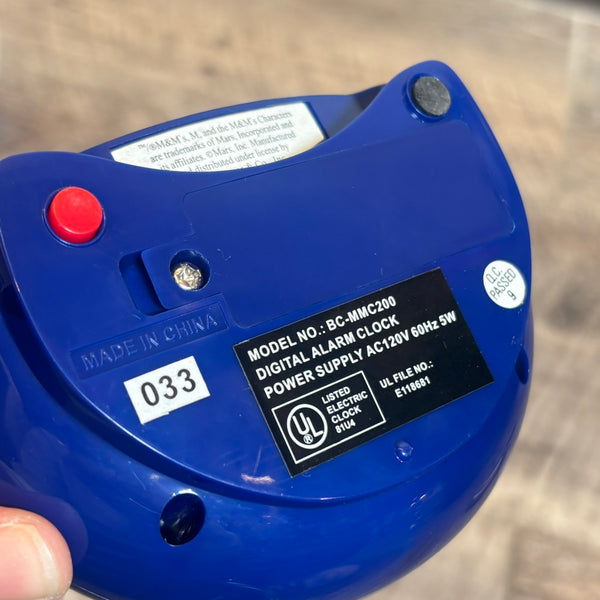 ™/®M&M's, M, and the M&M's Characters
are trademarks of Mars, Incorporated and
its affiliates. ©Mars, Inc. Manufactured
and distributed under license by
& Co., Inc.
MADE IN CHINA
033
MODEL NO.: BC-MMC200
DIGITAL ALARM CLOCK
POWER SUPPLY AC120V 60Hz 5W
UL ®
LISTED
ELECTRIC
CLOCK
81U4
UL FILE NO.:
E118681
Q.C.
PASSED
9